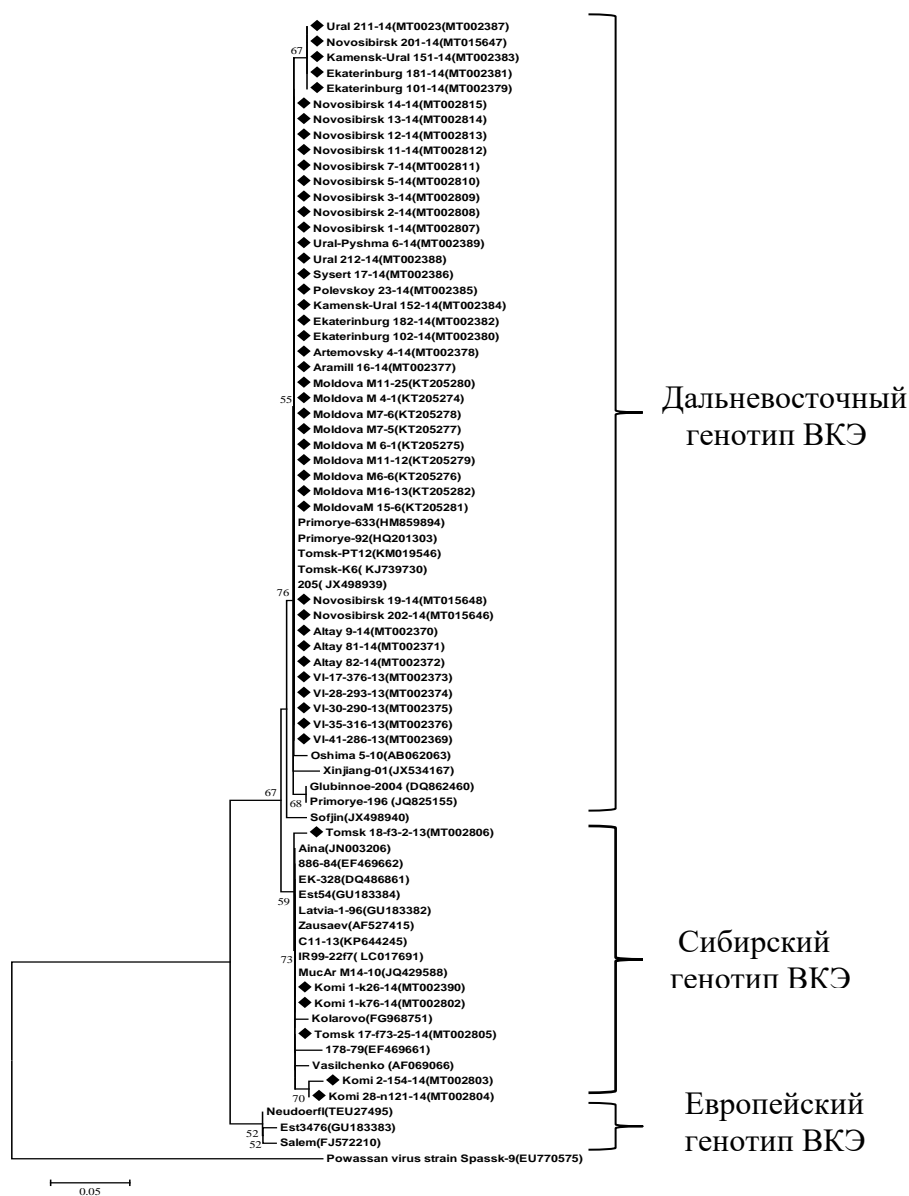 Ural 211-14(MT0023(MT002387)
67
Novosibirsk 201-14(MT015647)
Kamensk-Ural 151-14(MT002383)
Ekaterinburg 181-14(MT002381)
Ekaterinburg 101-14(MT002379)
Novosibirsk 14-14(MT002815)
Novosibirsk 13-14(MT002814)
Novosibirsk 12-14(MT002813)
Novosibirsk 11-14(MT002812)
Novosibirsk 7-14(MT002811)
Novosibirsk 5-14(MT002810)
Novosibirsk 3-14(MT002809)
Novosibirsk 2-14(MT002808)
Novosibirsk 1-14(MT002807)
Ural-Pyshma 6-14(MT002389)
Ural 212-14(MT002388)
Sysert 17-14(MT002386)
Polevskoy 23-14(MT002385)
Kamensk-Ural 152-14(MT002384)
Ekaterinburg 182-14(MT002382)
Ekaterinburg 102-14(MT002380)
Artemovsky 4-14(MT002378)
Aramill 16-14(MT002377)
Moldova M11-25(KT205280)
55
Moldova M 4-1(KT205274)
Moldova M7-6(KT205278)
Moldova M7-5(KT205277)
Moldova M 6-1(KT205275)
Moldova M11-12(KT205279)
Moldova M6-6(KT205276)
Moldova M16-13(KT205282)
MoldovaM 15-6(KT205281)
Primorye-633(HM859894)
Primorye-92(HQ201303)
Tomsk-PT12(KM019546)
Tomsk-K6( KJ739730)
205( JX498939)
76
Novosibirsk 19-14(MT015648)
Novosibirsk 202-14(MT015646)
Altay 9-14(MT002370)
Altay 81-14(MT002371)
Altay 82-14(MT002372)
VI-17-376-13(MT002373)
VI-28-293-13(MT002374)
VI-30-290-13(MT002375)
VI-35-316-13(MT002376)
VI-41-286-13(MT002369)
Oshima 5-10(AB062063)
Xinjiang-01(JX534167)
Glubinnoe-2004 (DQ862460)
67
68
Primorye-196 (JQ825155)
Sofjin(JX498940)
Дальневосточный
генотип ВКЭ
Tomsk 18-f3-2-13(MT002806)
Aina(JN003206)
886-84(EF469662)
EK-328(DQ486861)
Est54(GU183384)
59
Latvia-1-96(GU183382)
Zausaev(AF527415)
C11-13(KP644245)
IR99-22f7( LC017691)
73
MucAr M14-10(JQ429588)
Komi 1-k26-14(MT002390)
Komi 1-k76-14(MT002802)
Kolarovo(FG968751)
Tomsk 17-f73-25-14(MT002805)
178-79(EF469661)
Vasilchenko (AF069066)
Komi 2-154-14(MT002803)
70
Komi 28-n121-14(MT002804)
Сибирский
генотип ВКЭ
Neudoerfl(TEU27495)
Est3476(GU183383)
52
Salem(FJ572210)
52
Европейский
генотип ВКЭ
Powassan virus strain Spassk-9(EU770575)
0.05